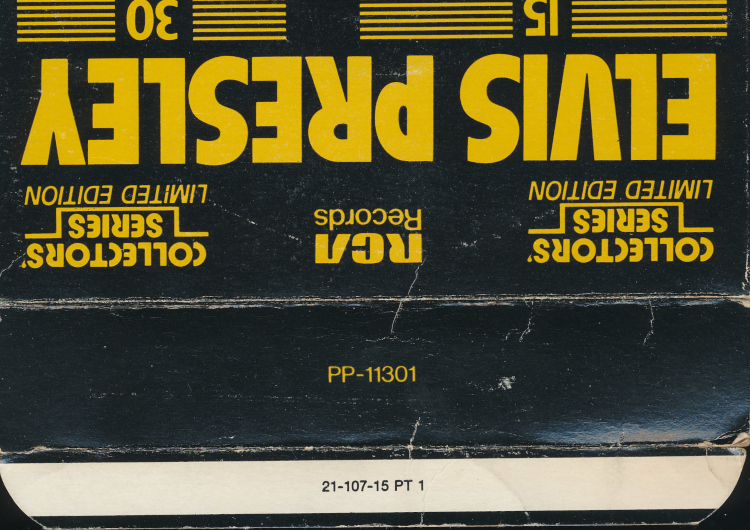 PP-11301
21-107-15 PT 1
COLLECTORS' SERIES
LIMITED EDITION
RCA
Records
COLLECTORS' SERIES
LIMITED EDITION
ELVIS PRESLEY
15
30